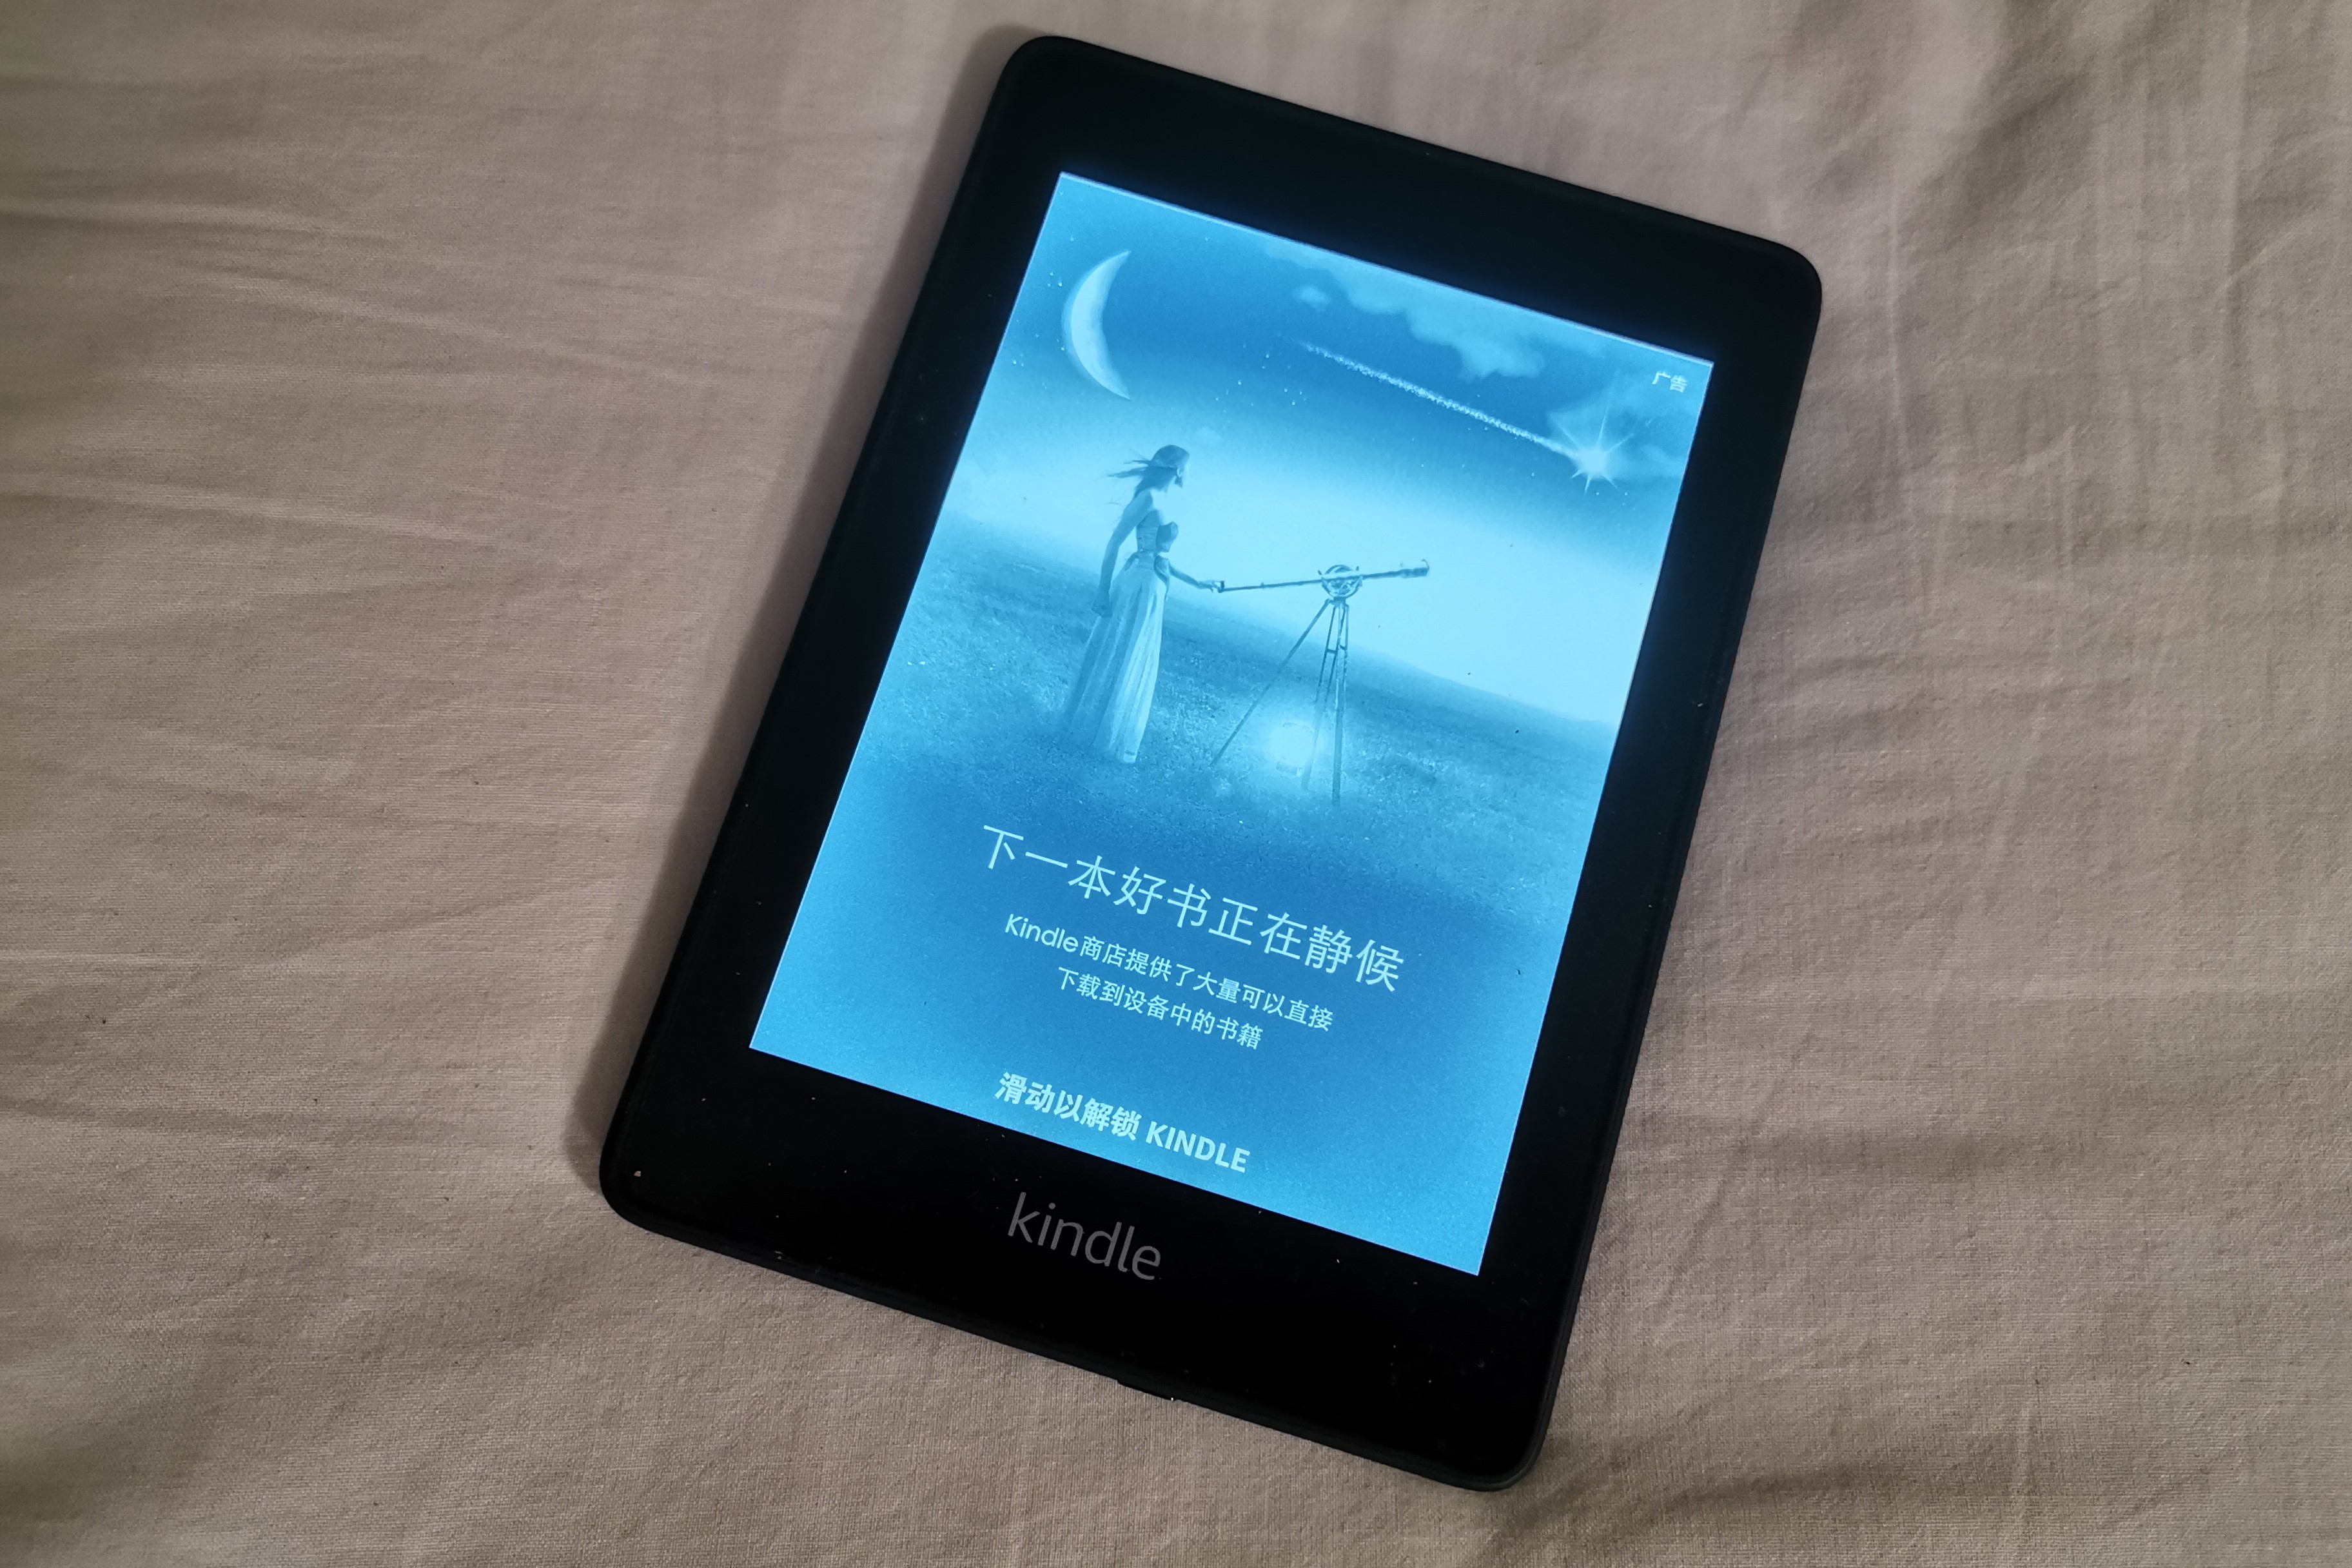 广告
下一本好书正在静候
Kindle商店提供了大量可以直接
下载到设备中的书籍
滑动以解锁 KINDLE
kindle